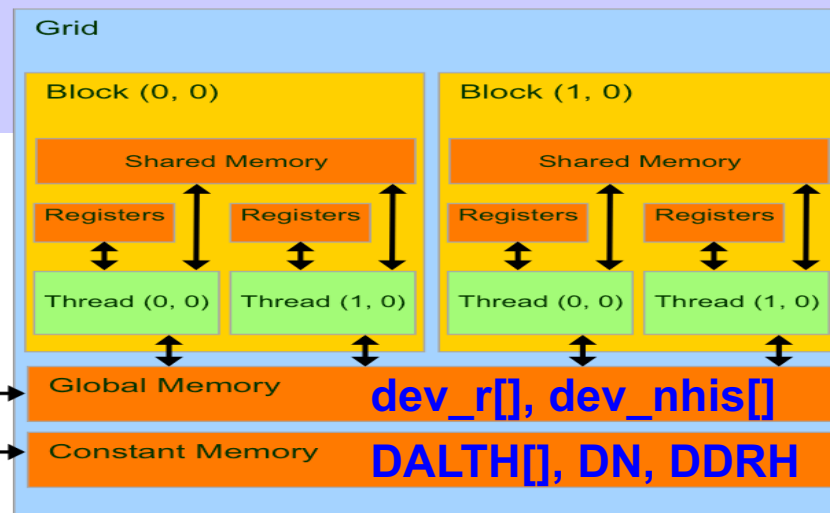 Grid
Block (0, 0) Block (1, 0)
Shared Memory Shared Memory
Registers Registers Registers Registers
Thread (0, 0) Thread (1, 0) Thread (0, 0) Thread (1, 0)
Global Memory dev_r[], dev_nhis[]
Constant Memory DALTH[], DN, DDRH